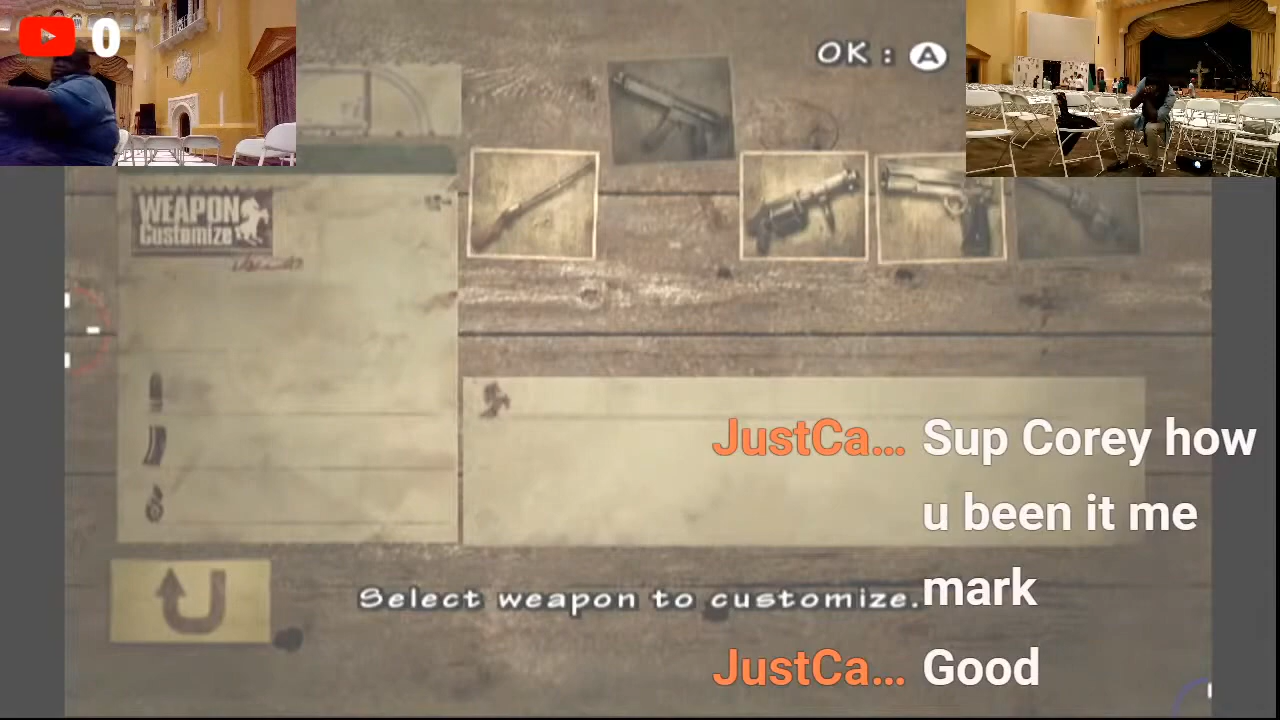 0
OK : A
WEAPON
Customize
JustCa... Sup Corey how
u been it me
Select weapon to customize.
mark
JustCa... Good